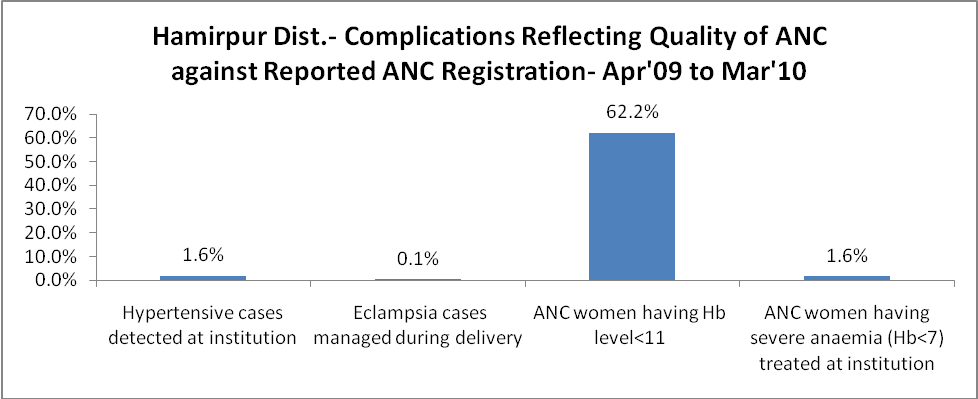 Hamirpur Dist.- Complications Reflecting Quality of ANC
against Reported ANC Registration- Apr'09 to Mar'10
70.0%
60.0%
50.0%
40.0%
30.0%
20.0%
10.0%
0.0%
1.6%
0.1%
62.2%
1.6%
Hypertensive cases
detected at institution
Eclampsia cases
managed during delivery
ANC women having Hb
level<11
ANC women having
severe anaemia (Hb<7)
treated at institution